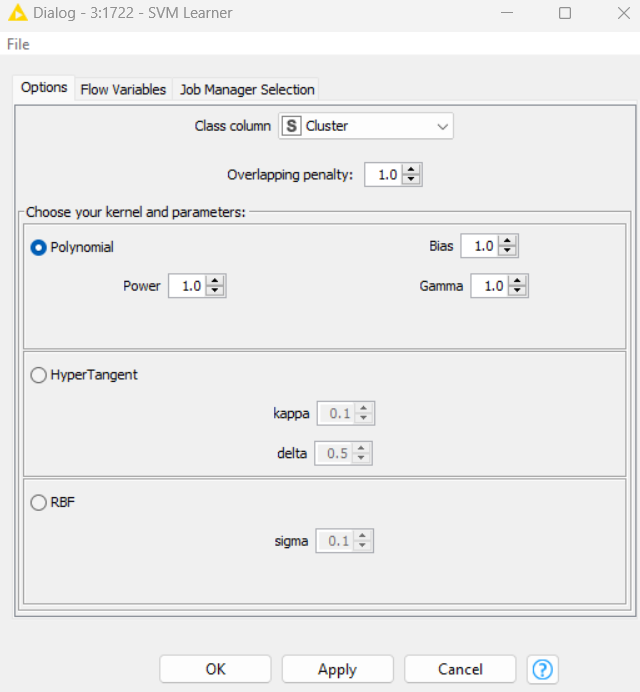 Dialog - 3:1722 - SVM Learner
File
Options Flow Variables Job Manager Selection
Class column S Cluster
Overlapping penalty: 1.0
Choose your kernel and parameters:
Polynomial Bias 1.0
Power 1.0 Gamma 1.0
HyperTangent
kappa 0.1
delta 0.5
RBF
sigma 0.1
OK Apply Cancel ?